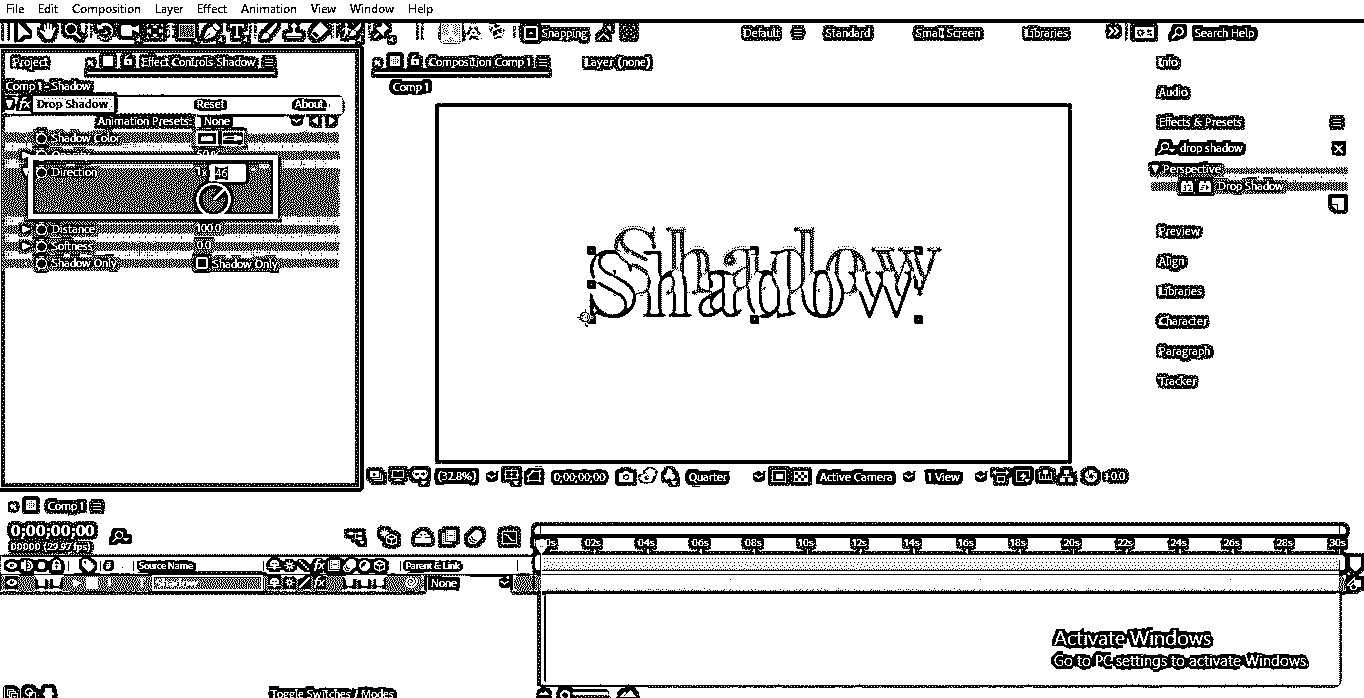 File Edit Composition Layer Effect Animation View Window Help
Snapping Default Standard Small Screen Libraries Search Help
Project Effect Controls Shadow Composition Comp 1 Layer (none) Info
Comp 1 - Shadow Comp 1
Audio
fx Drop Shadow Reset About...
Animation Presets: None Effects & Presets
Shadow Color
drop shadow
Direction 1x 46 Perspective
Drop Shadow
Distance 100.0 Preview
Softness 0.0
Shadow Only Shadow Only Align
Shadow
Libraries
Character
Paragraph
Tracker
(32.8%) 0;00;00;00 Quarter Active Camera 1 View +0.0
Comp 1
0;00;00;00
00000 (29.97 fps)
02s 04s 06s 08s 10s 12s 14s 16s 18s 20s 22s 24s 26s 28s 30s
# Source Name fx Parent & Link
Shadow fx None
Activate Windows
Go to PC settings to activate Windows.
Toggle Switches / Modes